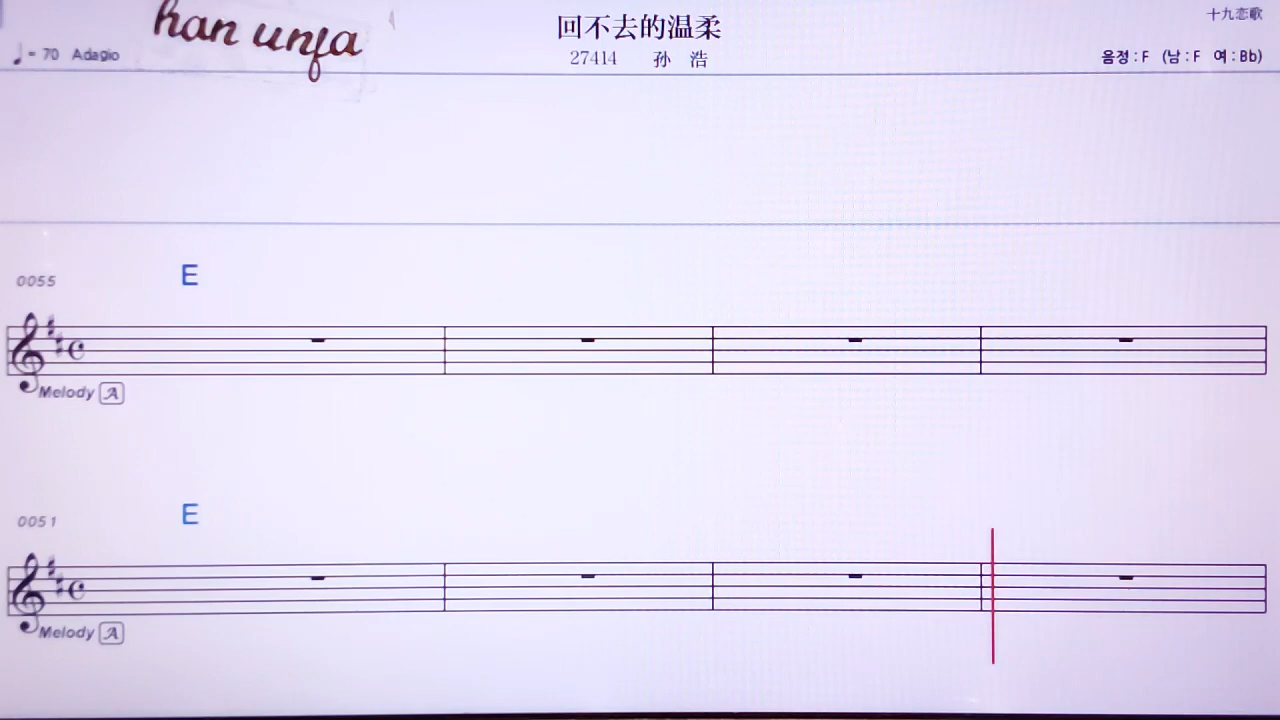 han unfa
回不去的温柔
十九恋歌
♩= 70 Adagio
27414 孙 浩
음정 : F (남 : F 여 : Bb)
0055 E
Melody A
0051 E
Melody A